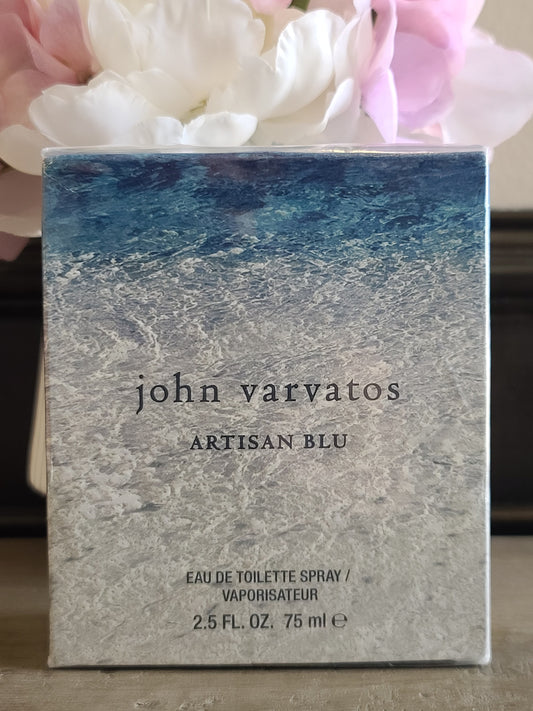 john varvatos
ARTISAN BLU
EAU DE TOILETTE SPRAY /
VAPORISATEUR
2.5 FL. OZ. 75 ml ℮